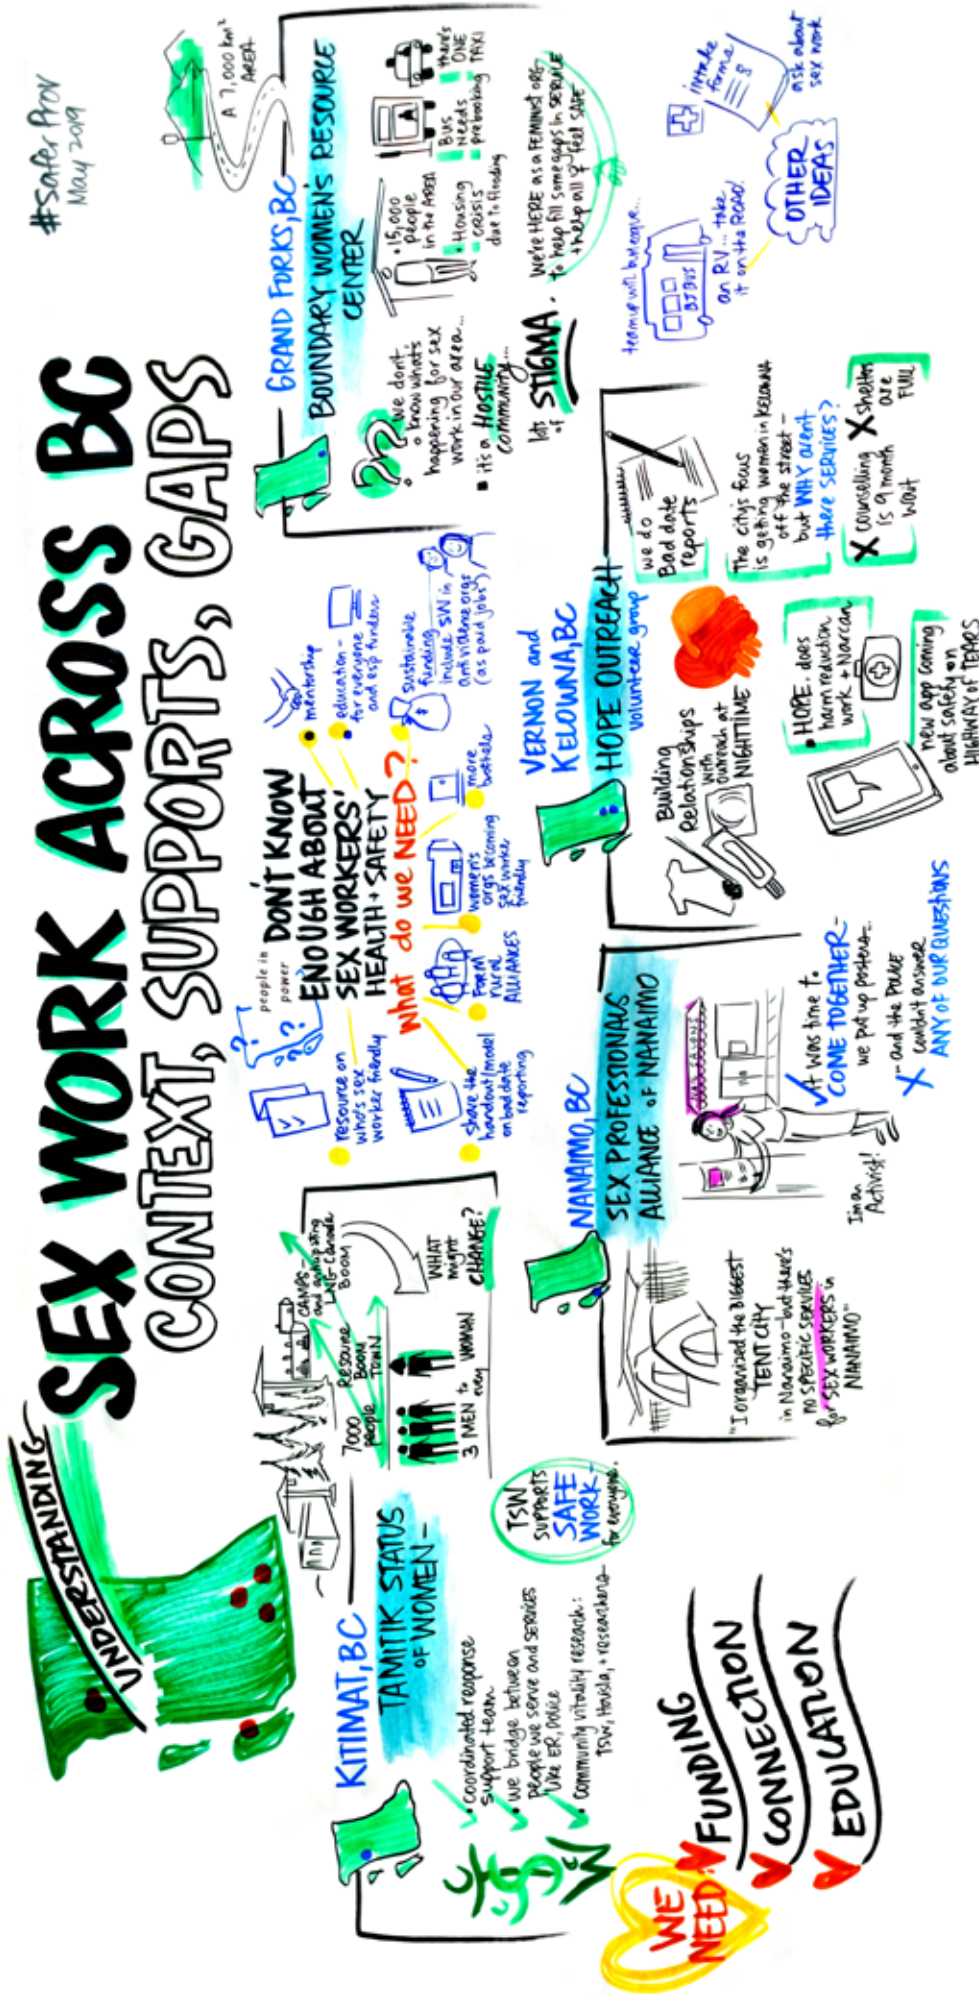 UNDERSTANDING
SEX WORK ACROSS BC
CONTEXT, SUPPORTS, GAPS
#SaferProv
May 2019
KITIMAT, BC
TAMITIK STATUS
OF WOMEN-
• coordinated response
support team
• we bridge between
people we serve and services
like ER, Police
• Community vitality research:
TSW, Haisla, + researchers
TSW
SUPPORTS
SAFE
WORK-
for everyone.
7000
people
Resource
BOOM
TOWN
CAMPS-
and anticipating
LNG Canada
BOOM
3 MEN to
every
WOMAN
WHAT
might
CHANGE?
WE
NEED:
FUNDING
CONNECTION
EDUCATION
people in
power
DON'T KNOW
ENOUGH ABOUT
SEX WORKERS'
HEALTH + SAFETY
What do we NEED?
resource on
who's sex
worker friendly
share the
handout/model
on bad date
reporting
FORM
rural
ALLIANCES
women's
orgs becoming
sex worker
friendly
more
brothels
mentorship
education -
for everyone
and esp funders
sustainable
funding
include SW in
antiviolence orgs
(as paid jobs)
NANAIMO, BC
SEX PROFESSIONALS
ALLIANCE OF NANAIMO
"I organized the BIGGEST
TENT CITY
in Nanaimo - but there's
no SPECIFIC SERVICES
for SEX WORKERS in
NANAIMO"
I'm an
Activist!
it was time to
COME TOGETHER-
we put up posters...
- and the POLICE
couldn't answer
ANY OF OUR QUESTIONS
VERNON and
KELOWNA, BC
HOPE OUTREACH
volunteer group
Building
Relationships
with
outreach at
NIGHTTIME
we do
Bad date
reports
• HOPE. does
harm reduction
work + Narcan
new app coming
about safety on
HIGHWAY of TEARS
The city's focus
is getting women in KELOWNA
off the street -
but WHY aren't
there SERVICES?
X counselling
is 9 month
wait
X shelters
are
FULL
GRAND FORKS, BC
BOUNDARY WOMEN'S RESOURCE
CENTER
A 7,000 km²
AREA
??
we don't
know what's
happening for sex
work in our area...
• it's a HOSTILE
community...
lots
of STIGMA.
• 15,000
people
in the AREA
• Housing
crisis
due to flooding
Bus
Needs
prebooking
there's
ONE
TAXI
We're HERE as a FEMINIST ORG
to help fill some gaps in SERVICE
+ help all ♀ feel SAFE
OTHER
IDEAS
an RV... take
it on the ROAD!
intake
forms
ask about
sex work